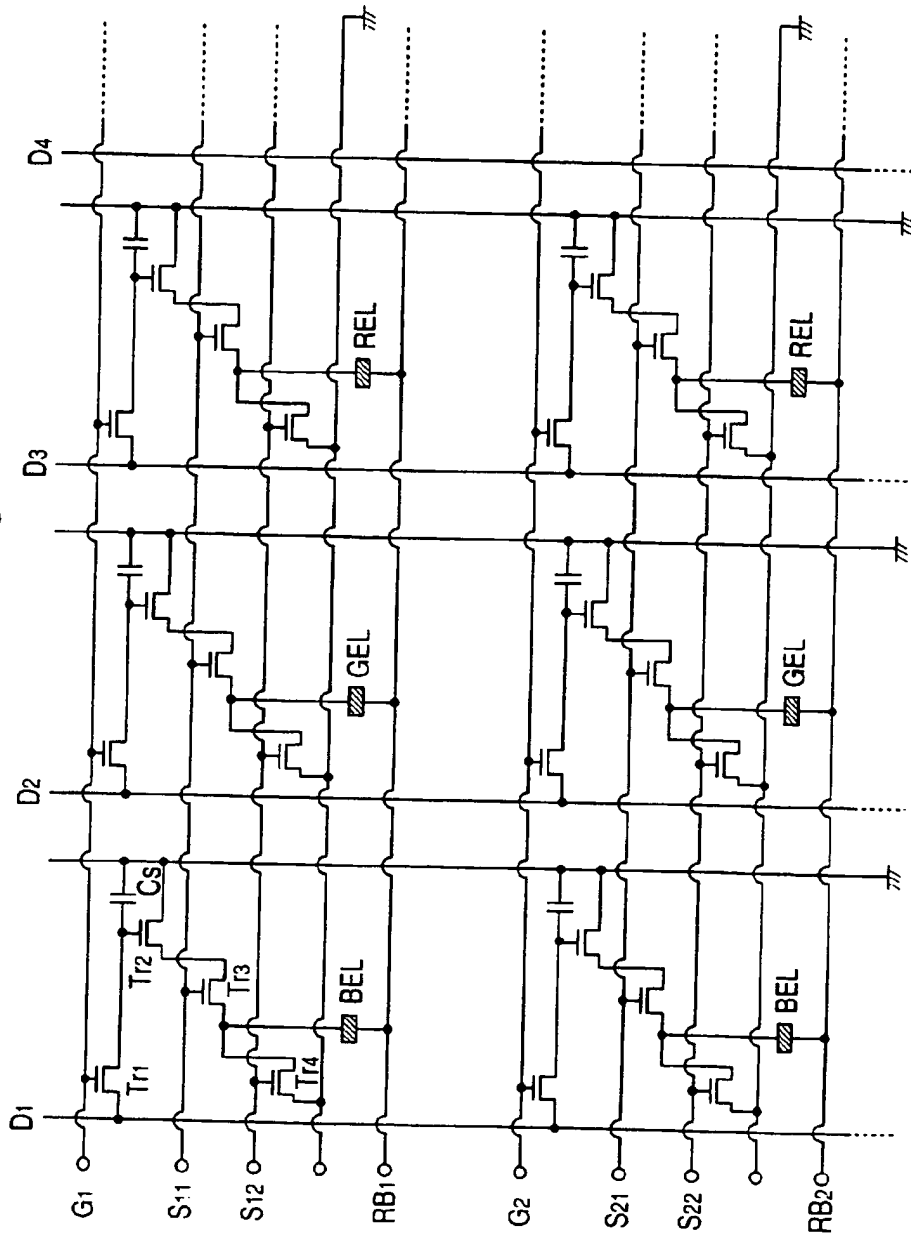 D1
D2
D3
D4
G1
Tr1
Tr2
Cs
S11
Tr3
S12
Tr4
BEL
GEL
REL
RB1
G2
S21
S22
BEL
GEL
REL
RB2